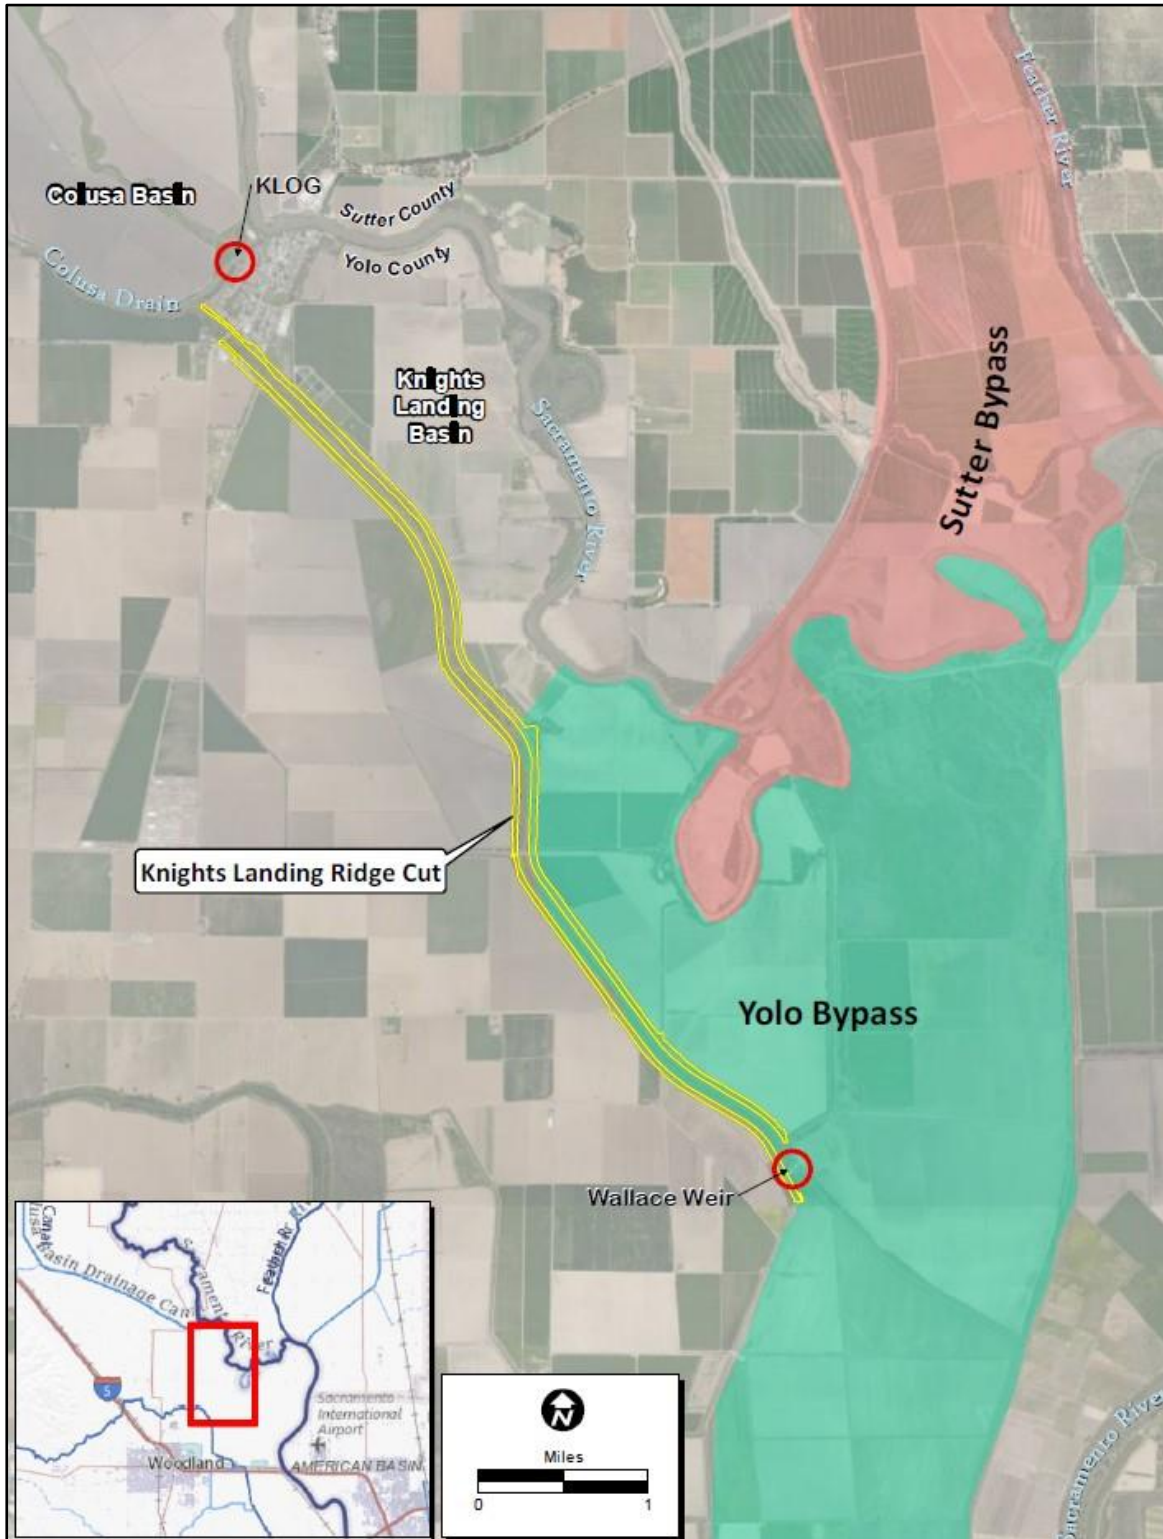 Feather River
Colusa Basin
KLOG
Sutter County
Yolo County
Colusa Drain
Knights
Landing
Basin
Sacramento River
Sutter Bypass
Knights Landing Ridge Cut
Yolo Bypass
Wallace Weir
Sacramento River
Canal
Basin Drainage Canal
Sacramento River
Feather River
5
Sacramento
International
Airport
Woodland
AMERICAN BASIN
N
Miles
0 1